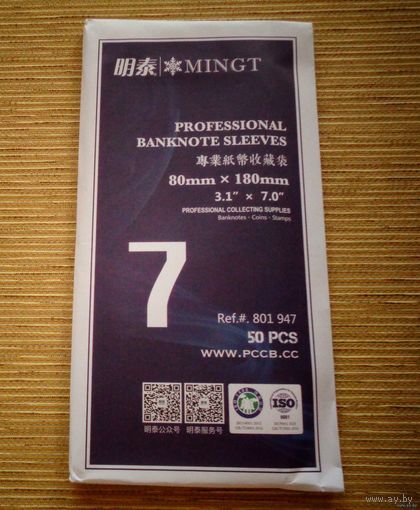 明泰 MINGT
PROFESSIONAL
BANKNOTE SLEEVES
專業紙幣收藏袋
80mm × 180mm
3.1" × 7.0"
PROFESSIONAL COLLECTING SUPPLIES
Banknotes · Coins · Stamps
7
Ref.#. 801 947
50 PCS
WWW.PCCB.CC
ISO
9001
明泰公众号 明泰服务号
www.ay.by